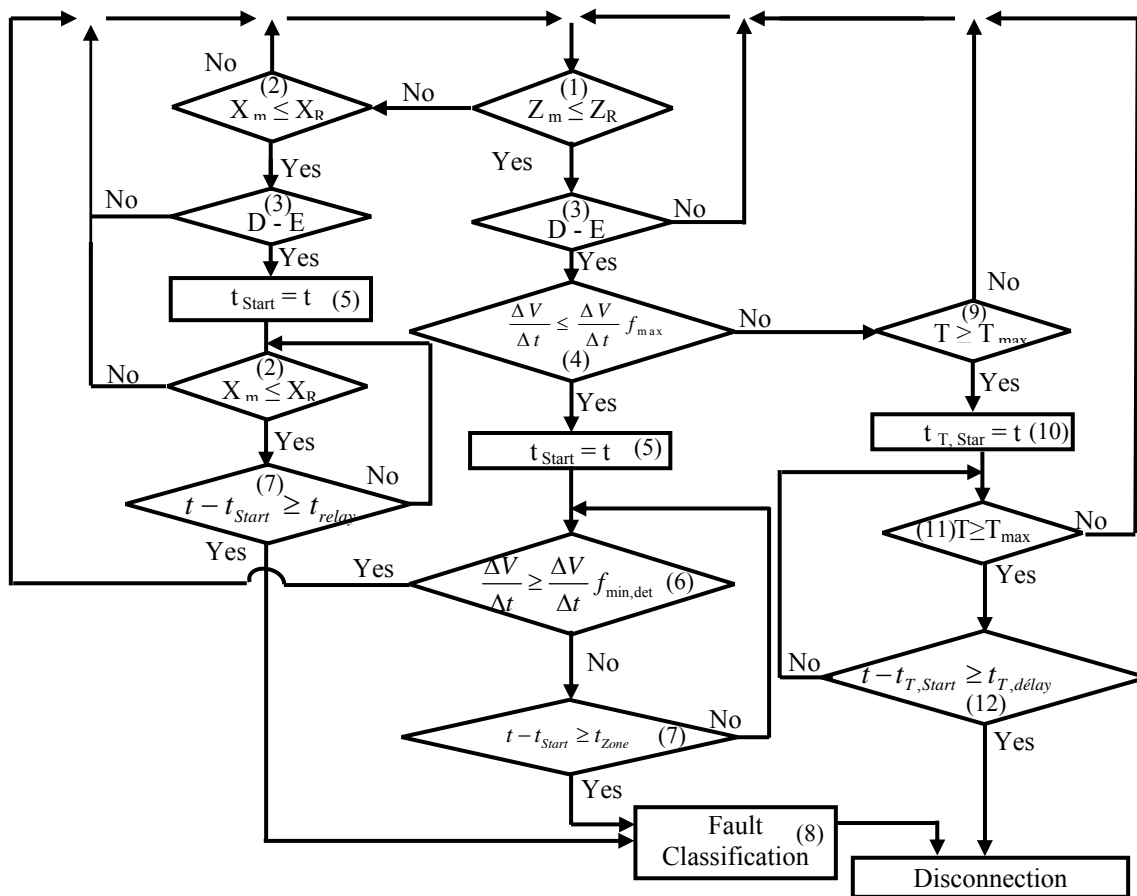 No
(2)
X m ≤ X R
No
(1)
Z m ≤ Z R
Yes
Yes
No
(3)
D - E
(3)
D - E
No
Yes
Yes
t Start = t (5)
ΔV/Δt ≤ ΔV/Δt f max
(4)
No
No
(9)
T ≥ T max
(2)
X m ≤ X R
No
Yes
Yes
Yes
t Start = t (5)
t T, Star = t (10)
(7)
t − t Start ≥ t relay
No
No
(11)T≥T max
Yes
Yes
ΔV/Δt ≥ ΔV/Δt f min,det (6)
Yes
No
No
t − t T,Start ≥ t T,délay
(12)
t − t Start ≥ t Zone (7)
No
Yes
Yes
Fault
Classification
(8)
Disconnection